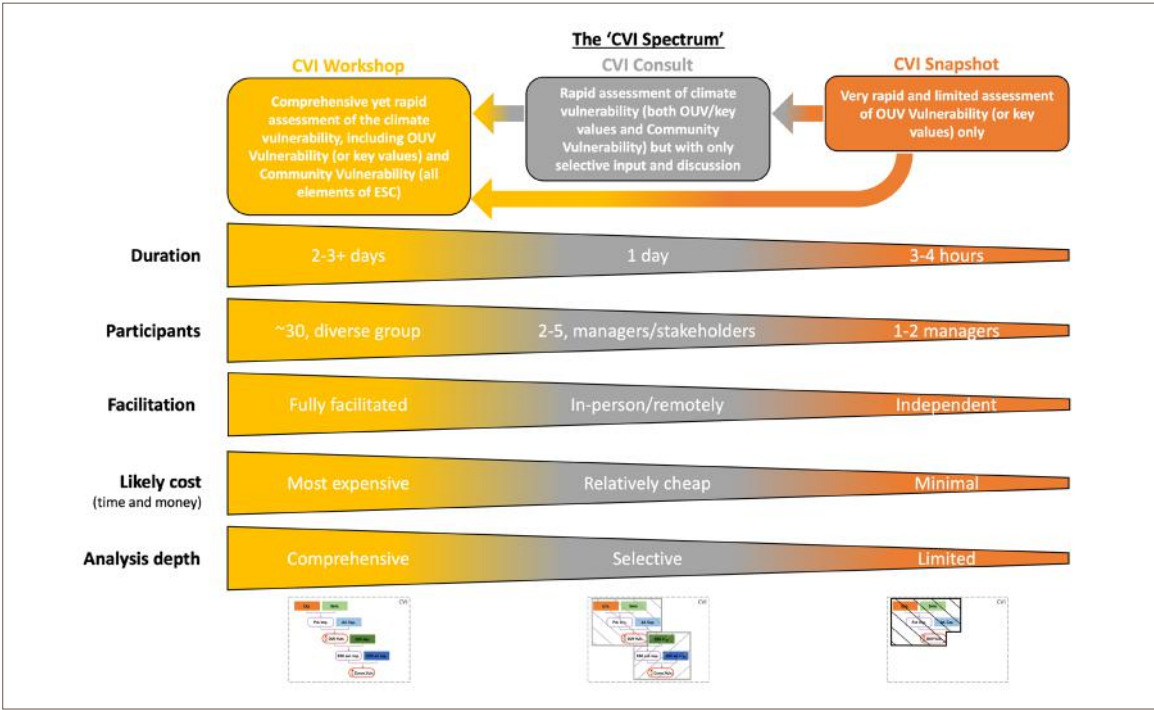 The ‘CVI Spectrum’
CVI Workshop
CVI Consult
CVI Snapshot
Comprehensive yet rapid
assessment of the climate
vulnerability, including OUV
Vulnerability (or key values) and
Community Vulnerability (all
elements of ESC)
Rapid assessment of climate
vulnerability (both OUV/key
values and Community
Vulnerability) but with only
selective input and discussion
Very rapid and limited assessment
of OUV Vulnerability (or key
values) only
Duration
2-3+ days
1 day
3-4 hours
Participants
~30, diverse group
2-5, managers/stakeholders
1-2 managers
Facilitation
Fully facilitated
In-person/remotely
Independent
Likely cost
(time and money)
Most expensive
Relatively cheap
Minimal
Analysis depth
Comprehensive
Selective
Limited
CVI
CVI
CVI